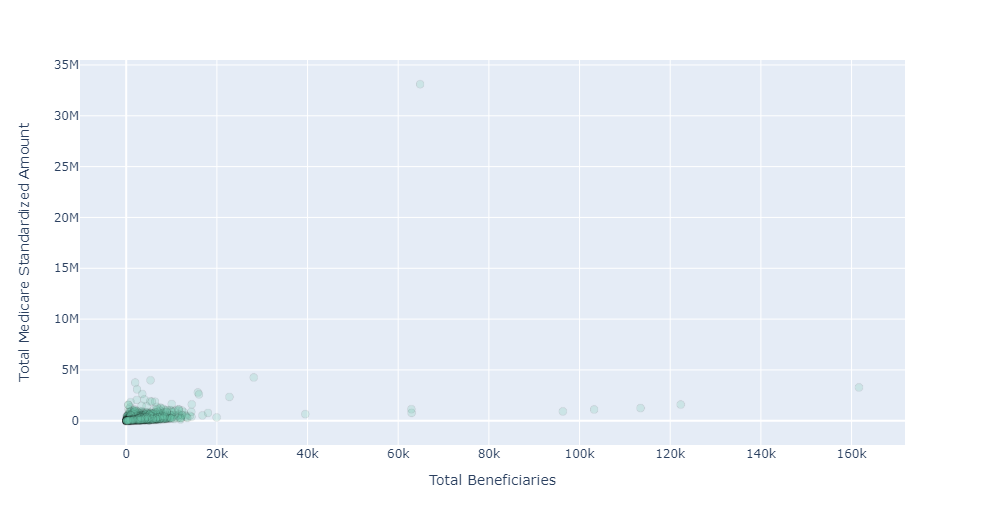 35M
30M
25M
20M
15M
10M
5M
0
Total Medicare Standardized Amount
0
20k
40k
60k
80k
100k
120k
140k
160k
Total Beneficiaries